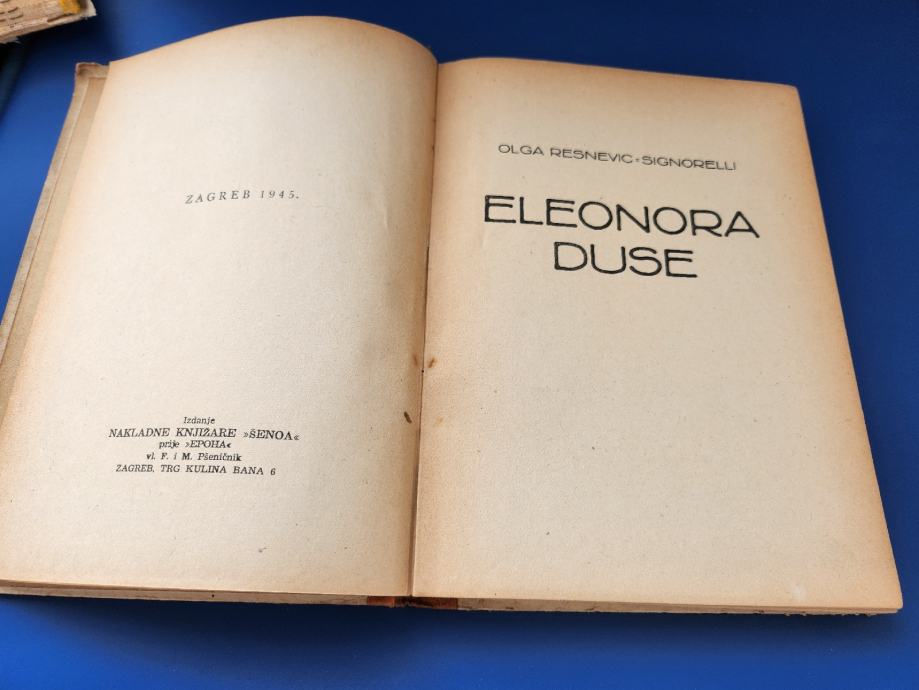 ZAGREB 1945.
Izdanje
NAKLADNE KNJIŽARE »ŠENOA«
prije »EPOHA«
vl. F. i M. Pšeničnik
ZAGREB, TRG KULINA BANA 6
OLGA RESNEVIC-SIGNORELLI
ELEONORA
DUSE